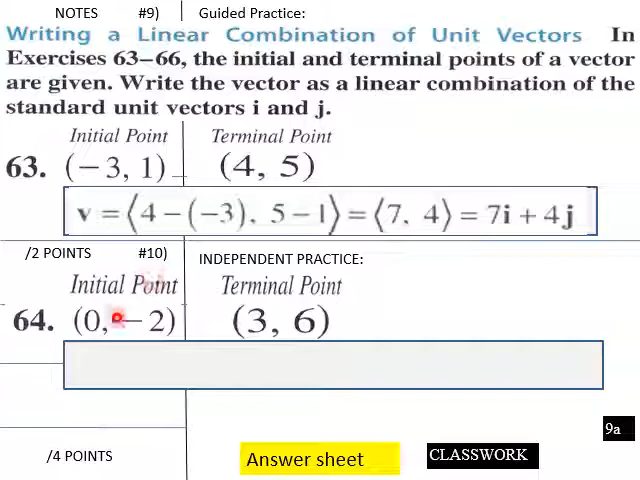 NOTES #9) Guided Practice:
Writing a Linear Combination of Unit Vectors In
Exercises 63–66, the initial and terminal points of a vector
are given. Write the vector as a linear combination of the
standard unit vectors i and j.
Initial Point Terminal Point
63. (−3, 1) (4, 5)
v = ⟨4 − (−3), 5 − 1⟩ = ⟨7, 4⟩ = 7i + 4j
/2 POINTS #10) INDEPENDENT PRACTICE:
Initial Point Terminal Point
64. (0, −2) (3, 6)
9a
/4 POINTS Answer sheet CLASSWORK